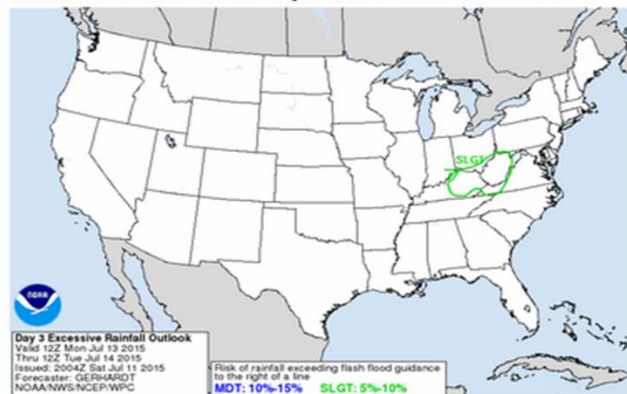 SLGT
NOAA
Day 3 Excessive Rainfall Outlook
Valid 12Z Mon Jul 13 2015
Thru 12Z Tue Jul 14 2015
Issued: 2004Z Sat Jul 11 2015
Forecaster: GERHARDT
NOAA/NWS/NCEP/WPC
Risk of rainfall exceeding flash flood guidance
to the right of a line
MDT: 10%-15% SLGT: 5%-10%